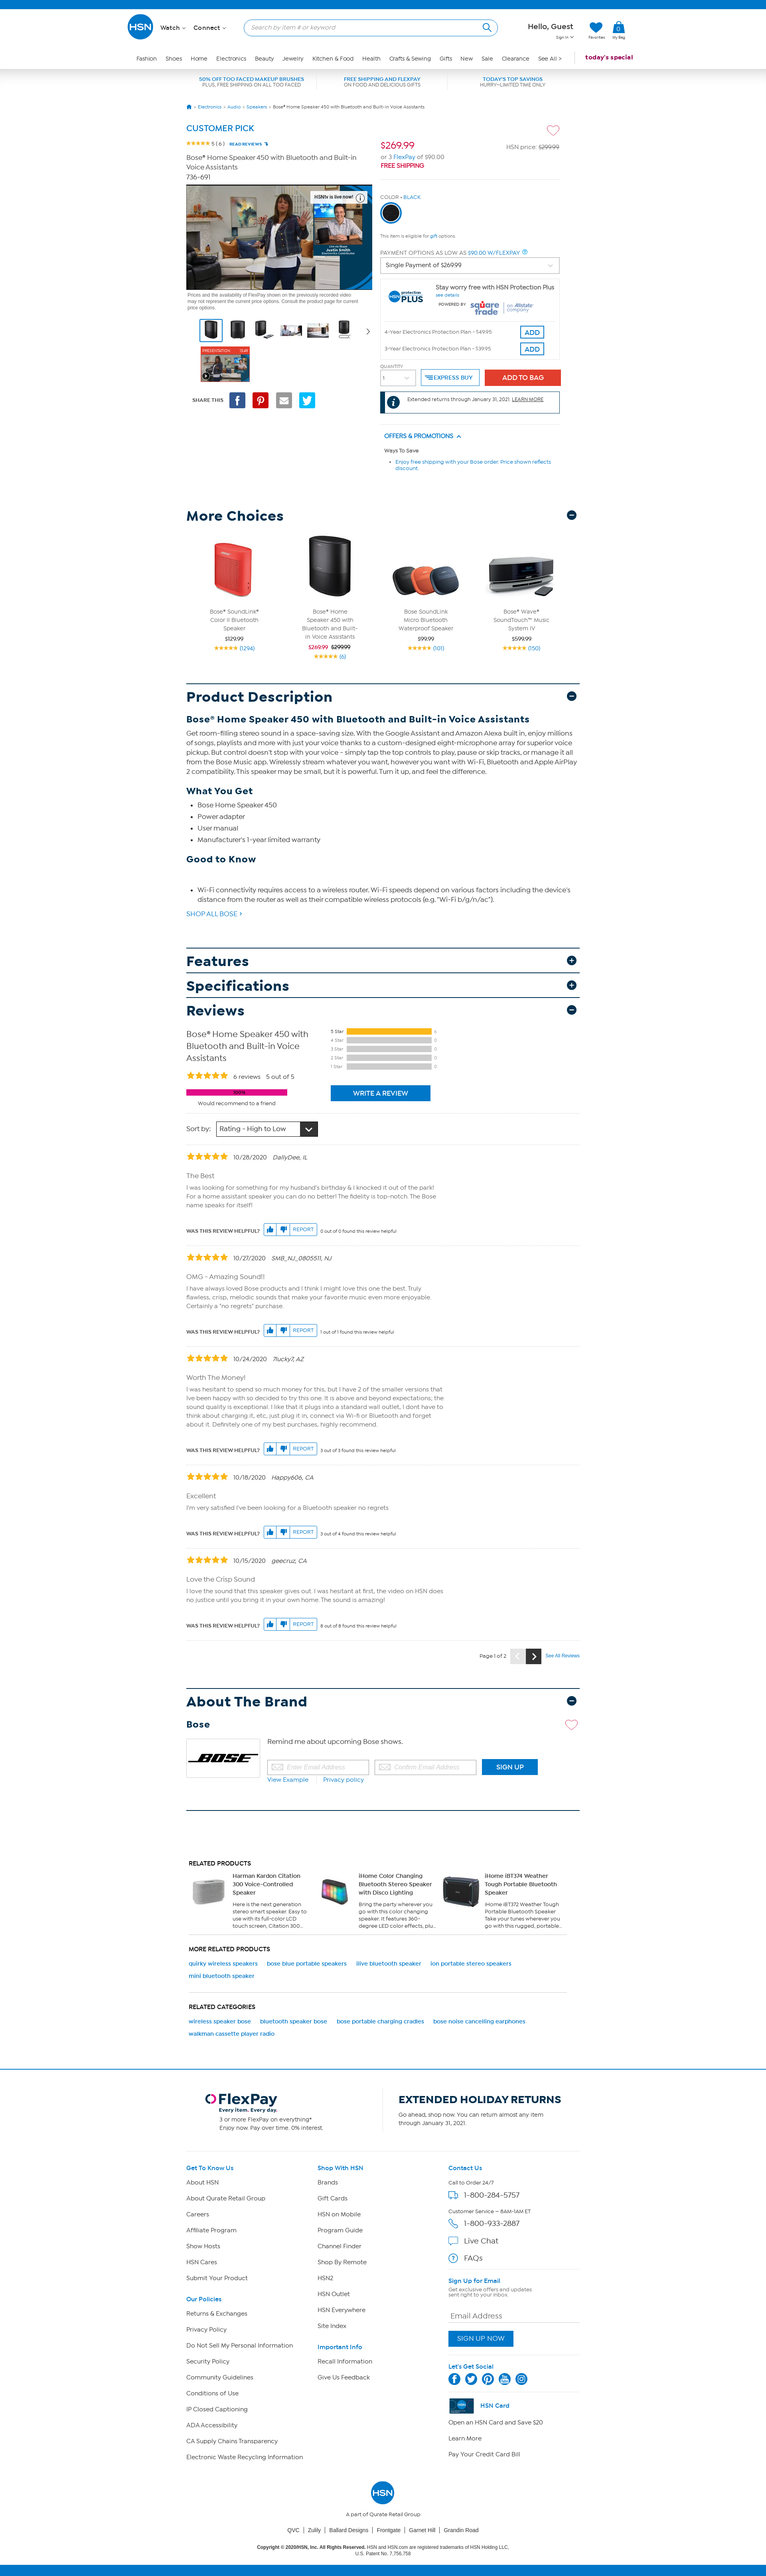 HSN
Watch
Connect
Search by item # or keyword
Hello, Guest
Sign In
Favorites
0
My Bag
Fashion Shoes Home Electronics Beauty Jewelry Kitchen & Food Health Crafts & Sewing Gifts New Sale Clearance See All >
today's special
50% OFF TOO FACED MAKEUP BRUSHES
PLUS, FREE SHIPPING ON ALL TOO FACED
FREE SHIPPING AND FLEXPAY
ON FOOD AND DELICIOUS GIFTS
TODAY'S TOP SAVINGS
HURRY–LIMITED TIME ONLY
> Electronics > Audio > Speakers > Bose® Home Speaker 450 with Bluetooth and Built-in Voice Assistants
CUSTOMER PICK
5 ( 6 ) READ REVIEWS
Bose® Home Speaker 450 with Bluetooth and Built-in
Voice Assistants
736-691
HSNtv is live now!
Justin Smith
Prices and the availability of FlexPay shown on the previously recorded video
may not represent the current price options. Consult the product page for current
price options.
PRESENTATION
SHARE THIS
$269.99
HSN price: $299.99
or 3 FlexPay of $90.00
FREE SHIPPING
COLOR - BLACK
This item is eligible for gift options.
PAYMENT OPTIONS AS LOW AS $90.00 W/FLEXPAY
Single Payment of $269.99
HSN protection PLUS
Stay worry free with HSN Protection Plus
see details
POWERED BY square trade an Allstate company
4-Year Electronics Protection Plan - $49.95
ADD
3-Year Electronics Protection Plan - $39.95
ADD
QUANTITY
1
EXPRESS BUY
ADD TO BAG
Extended returns through January 31, 2021. LEARN MORE
OFFERS & PROMOTIONS
Ways To Save
• Enjoy free shipping with your Bose order. Price shown reflects
discount.
More Choices
Bose® SoundLink®
Color II Bluetooth
Speaker
$129.99
(1294)
Bose® Home
Speaker 450 with
Bluetooth and Built-
in Voice Assistants
$269.99 $299.99
(6)
Bose SoundLink
Micro Bluetooth
Waterproof Speaker
$99.99
(101)
Bose® Wave®
SoundTouch™ Music
System IV
$599.99
(150)
Product Description
Bose® Home Speaker 450 with Bluetooth and Built-in Voice Assistants
Get room-filling stereo sound in a space-saving size. With the Google Assistant and Amazon Alexa built in, enjoy millions
of songs, playlists and more with just your voice thanks to a custom-designed eight-microphone array for superior voice
pickup. But control doesn't stop with your voice - simply tap the top controls to play, pause or skip tracks, or manage it all
from the Bose Music app. Wirelessly stream whatever you want, however you want with Wi-Fi, Bluetooth and Apple AirPlay
2 compatibility. This speaker may be small, but it is powerful. Turn it up, and feel the difference.
What You Get
• Bose Home Speaker 450
• Power adapter
• User manual
• Manufacturer's 1-year limited warranty
Good to Know
• Wi-Fi connectivity requires access to a wireless router. Wi-Fi speeds depend on various factors including the device's
distance from the router as well as their compatible wireless protocols (e.g. "Wi-Fi b/g/n/ac").
SHOP ALL BOSE
Features
Specifications
Reviews
Bose® Home Speaker 450 with
Bluetooth and Built-in Voice
Assistants
6 reviews 5 out of 5
100%
Would recommend to a friend
5 Star 6
4 Star 0
3 Star 0
2 Star 0
1 Star 0
WRITE A REVIEW
Sort by: Rating - High to Low
10/28/2020 DallyDee, IL
The Best
I was looking for something for my husband's birthday & I knocked it out of the park!
For a home assistant speaker you can do no better! The fidelity is top-notch. The Bose
name speaks for itself!
WAS THIS REVIEW HELPFUL? REPORT 0 out of 0 found this review helpful
10/27/2020 SMB_NJ_0805511, NJ
OMG - Amazing Sound!!
I have always loved Bose products and I think I might love this one the best. Truly
flawless, crisp, melodic sounds that make your favorite music even more enjoyable.
Certainly a "no regrets" purchase.
WAS THIS REVIEW HELPFUL? REPORT 1 out of 1 found this review helpful
10/24/2020 7lucky7, AZ
Worth The Money!
I was hesitant to spend so much money for this, but I have 2 of the smaller versions that
Ive been happy with so decided to try this one. It is above and beyond expectations, the
sound quality is exceptional. I like that it plugs into a standard wall outlet, I dont have to
think about charging it, etc, just plug it in, connect via Wi-fi or Bluetooth and forget
about it. Definitely one of my best purchases, highly recommend.
WAS THIS REVIEW HELPFUL? REPORT 3 out of 3 found this review helpful
10/18/2020 Happy606, CA
Excellent
I'm very satisfied I've been looking for a Bluetooth speaker no regrets
WAS THIS REVIEW HELPFUL? REPORT 3 out of 4 found this review helpful
10/15/2020 geecruz, CA
Love the Crisp Sound
I love the sound that this speaker gives out. I was hesitant at first, the video on HSN does
no justice until you bring it in your own home. The sound is amazing!
WAS THIS REVIEW HELPFUL? REPORT 8 out of 8 found this review helpful
Page 1 of 2 See All Reviews
About The Brand
Bose
BOSE
Remind me about upcoming Bose shows.
Enter Email Address
Confirm Email Address
SIGN UP
View Example
Privacy policy
RELATED PRODUCTS
Harman Kardon Citation
300 Voice-Controlled
Speaker
Here is the next generation
stereo smart speaker. Easy to
use with its full-color LCD
touch screen, Citation 300...
iHome Color Changing
Bluetooth Stereo Speaker
with Disco Lighting
Bring the party wherever you
go with this color changing
speaker. It features 360-
degree LED color effects, plu...
iHome iBT374 Weather
Tough Portable Bluetooth
Speaker
iHome iBT372 Weather Tough
Portable Bluetooth Speaker
Take your tunes wherever you
go with this rugged, portable...
MORE RELATED PRODUCTS
quirky wireless speakers bose blue portable speakers ilive bluetooth speaker ion portable stereo speakers
mini bluetooth speaker
RELATED CATEGORIES
wireless speaker bose bluetooth speaker bose bose portable charging cradles bose noise cancelling earphones
walkman cassette player radio
FlexPay
Every item. Every day.
3 or more FlexPay on everything*
Enjoy now. Pay over time. 0% interest.
EXTENDED HOLIDAY RETURNS
Go ahead, shop now. You can return almost any item
through January 31, 2021.
Get To Know Us
About HSN
About Qurate Retail Group
Careers
Affiliate Program
Show Hosts
HSN Cares
Submit Your Product
Our Policies
Returns & Exchanges
Privacy Policy
Do Not Sell My Personal Information
Security Policy
Community Guidelines
Conditions of Use
IP Closed Captioning
ADA Accessibility
CA Supply Chains Transparency
Electronic Waste Recycling Information
Shop With HSN
Brands
Gift Cards
HSN on Mobile
Program Guide
Channel Finder
Shop By Remote
HSN2
HSN Outlet
HSN Everywhere
Site Index
Important Info
Recall Information
Give Us Feedback
Contact Us
Call to Order 24/7
1-800-284-5757
Customer Service — 8AM-1AM ET
1-800-933-2887
Live Chat
FAQs
Sign Up for Email
Get exclusive offers and updates
sent right to your inbox.
Email Address
SIGN UP NOW
Let's Get Social
HSN Card
Open an HSN Card and Save $20
Learn More
Pay Your Credit Card Bill
HSN
A part of Qurate Retail Group
QVC Zulily Ballard Designs Frontgate Garnet Hill Grandin Road
Copyright © 2020/HSN, Inc. All Rights Reserved. HSN and HSN.com are registered trademarks of HSN Holding LLC,
U.S. Patent No. 7,756,758